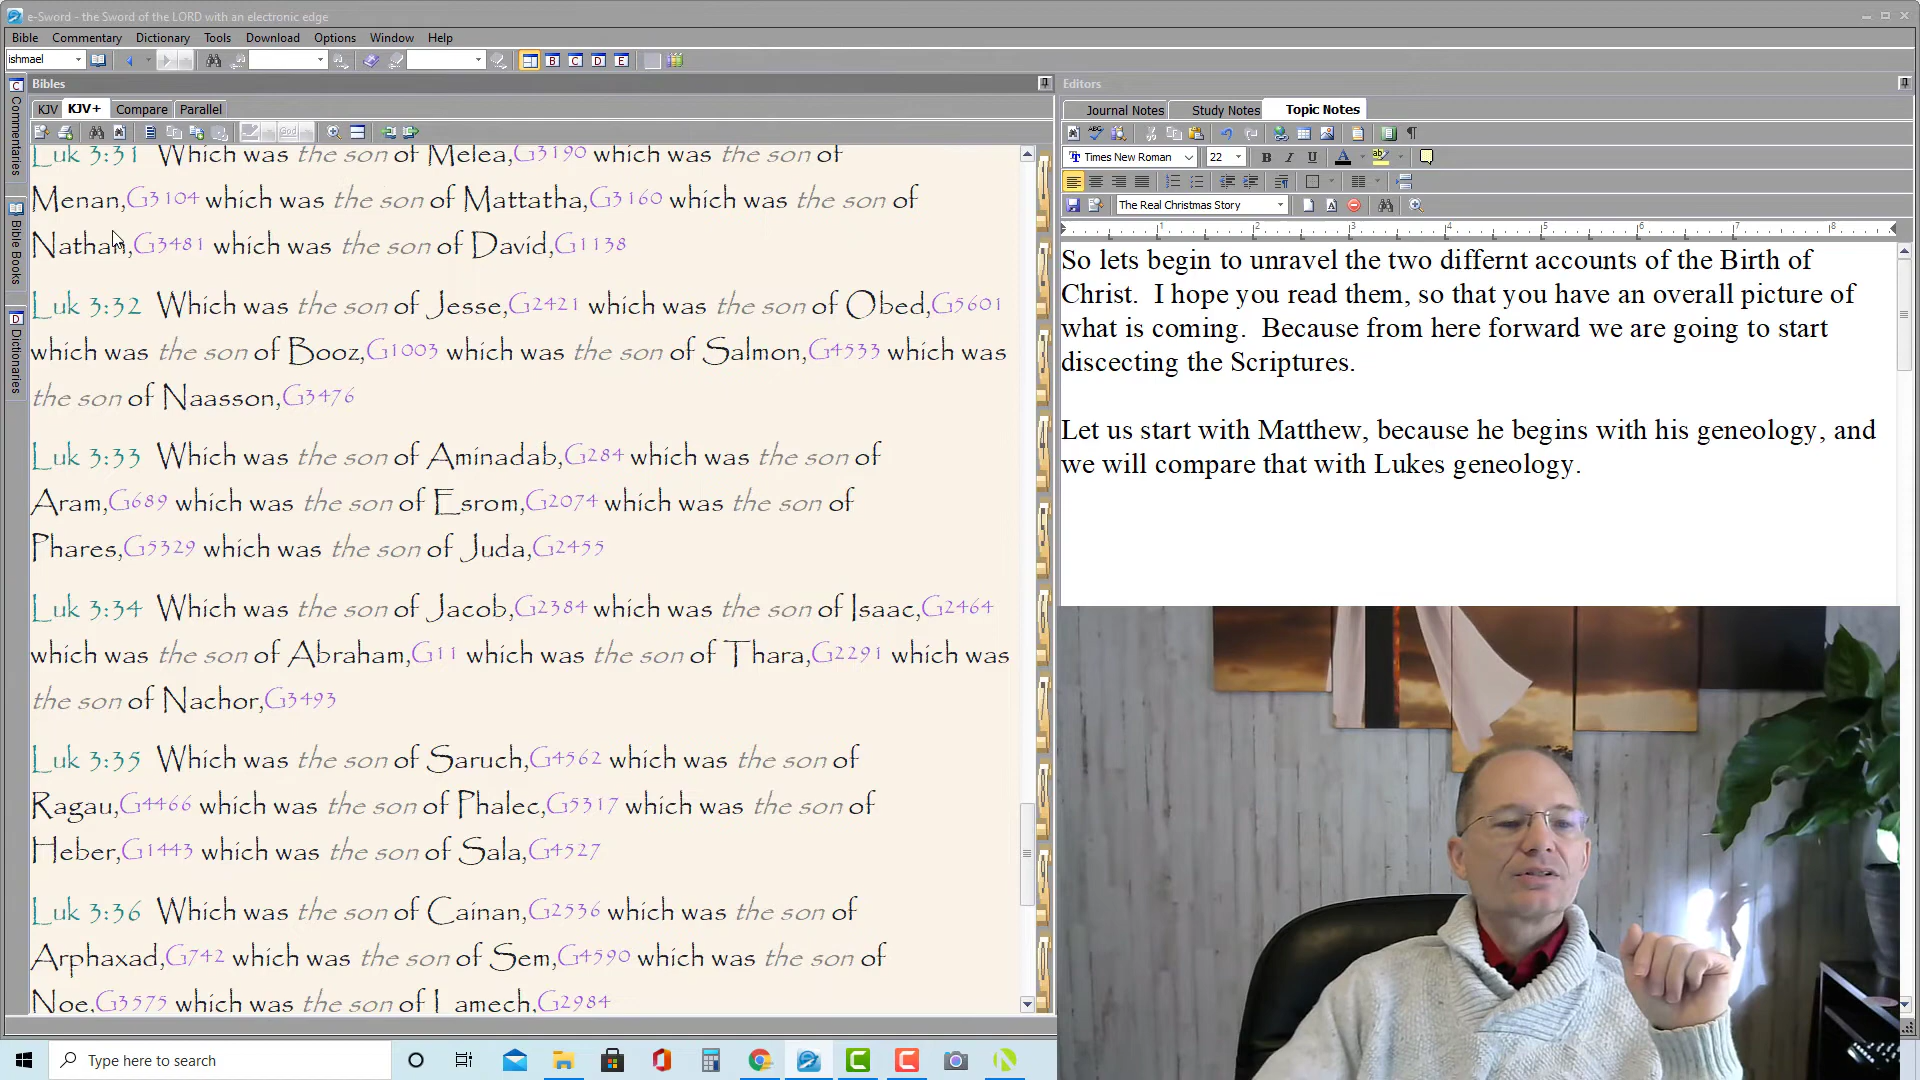 e-Sword - the Sword of the LORD with an electronic edge
Bible Commentary Dictionary Tools Download Options Window Help
ishmael
B C D E
Bibles
KJV KJV+ Compare Parallel
Commentaries
Bible Books
Dictionaries
Luk 3:31 Which was the son of Melea,G3190 which was the son of
Menan,G3104 which was the son of Mattatha,G3160 which was the son of
Nathan,G3481 which was the son of David,G1138
Luk 3:32 Which was the son of Jesse,G2421 which was the son of Obed,G5601
which was the son of Booz,G1003 which was the son of Salmon,G4533 which was
the son of Naasson,G3476
Luk 3:33 Which was the son of Aminadab,G284 which was the son of
Aram,G689 which was the son of Esrom,G2074 which was the son of
Phares,G5329 which was the son of Juda,G2455
Luk 3:34 Which was the son of Jacob,G2384 which was the son of Isaac,G2464
which was the son of Abraham,G11 which was the son of Thara,G2291 which was
the son of Nachor,G3493
Luk 3:35 Which was the son of Saruch,G4562 which was the son of
Ragau,G4466 which was the son of Phalec,G5317 which was the son of
Heber,G1443 which was the son of Sala,G4527
Luk 3:36 Which was the son of Cainan,G2536 which was the son of
Arphaxad,G742 which was the son of Sem,G4590 which was the son of
Noe,G3575 which was the son of Lamech,G2984
Editors
Journal Notes Study Notes Topic Notes
Times New Roman 22
The Real Christmas Story
1 2 3 4 5 6 7 8
So lets begin to unravel the two differnt accounts of the Birth of
Christ. I hope you read them, so that you have an overall picture of
what is coming. Because from here forward we are going to start
discecting the Scriptures.
Let us start with Matthew, because he begins with his geneology, and
we will compare that with Lukes geneology.
Type here to search